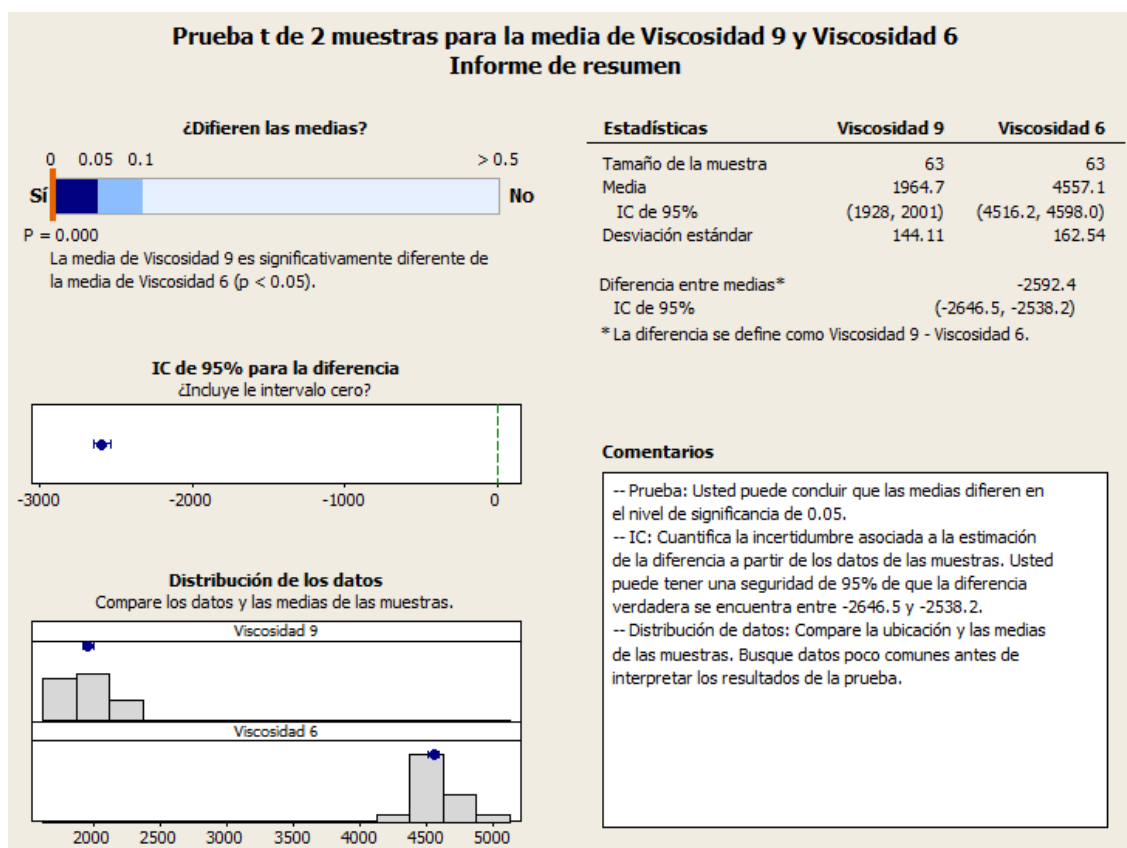 Prueba t de 2 muestras para la media de Viscosidad 9 y Viscosidad 6
Informe de resumen
¿Difieren las medias?
0 0.05 0.1 > 0.5
Sí No
P = 0.000
La media de Viscosidad 9 es significativamente diferente de
la media de Viscosidad 6 (p < 0.05).
IC de 95% para la diferencia
¿Incluye le intervalo cero?
-3000 -2000 -1000 0
Distribución de los datos
Compare los datos y las medias de las muestras.
Viscosidad 9
Viscosidad 6
2000 2500 3000 3500 4000 4500 5000
Estadísticas Viscosidad 9 Viscosidad 6
Tamaño de la muestra 63 63
Media 1964.7 4557.1
IC de 95% (1928, 2001) (4516.2, 4598.0)
Desviación estándar 144.11 162.54
Diferencia entre medias* -2592.4
IC de 95% (-2646.5, -2538.2)
* La diferencia se define como Viscosidad 9 - Viscosidad 6.
Comentarios
-- Prueba: Usted puede concluir que las medias difieren en
el nivel de significancia de 0.05.
-- IC: Cuantifica la incertidumbre asociada a la estimación
de la diferencia a partir de los datos de las muestras. Usted
puede tener una seguridad de 95% de que la diferencia
verdadera se encuentra entre -2646.5 y -2538.2.
-- Distribución de datos: Compare la ubicación y las medias
de las muestras. Busque datos poco comunes antes de
interpretar los resultados de la prueba.